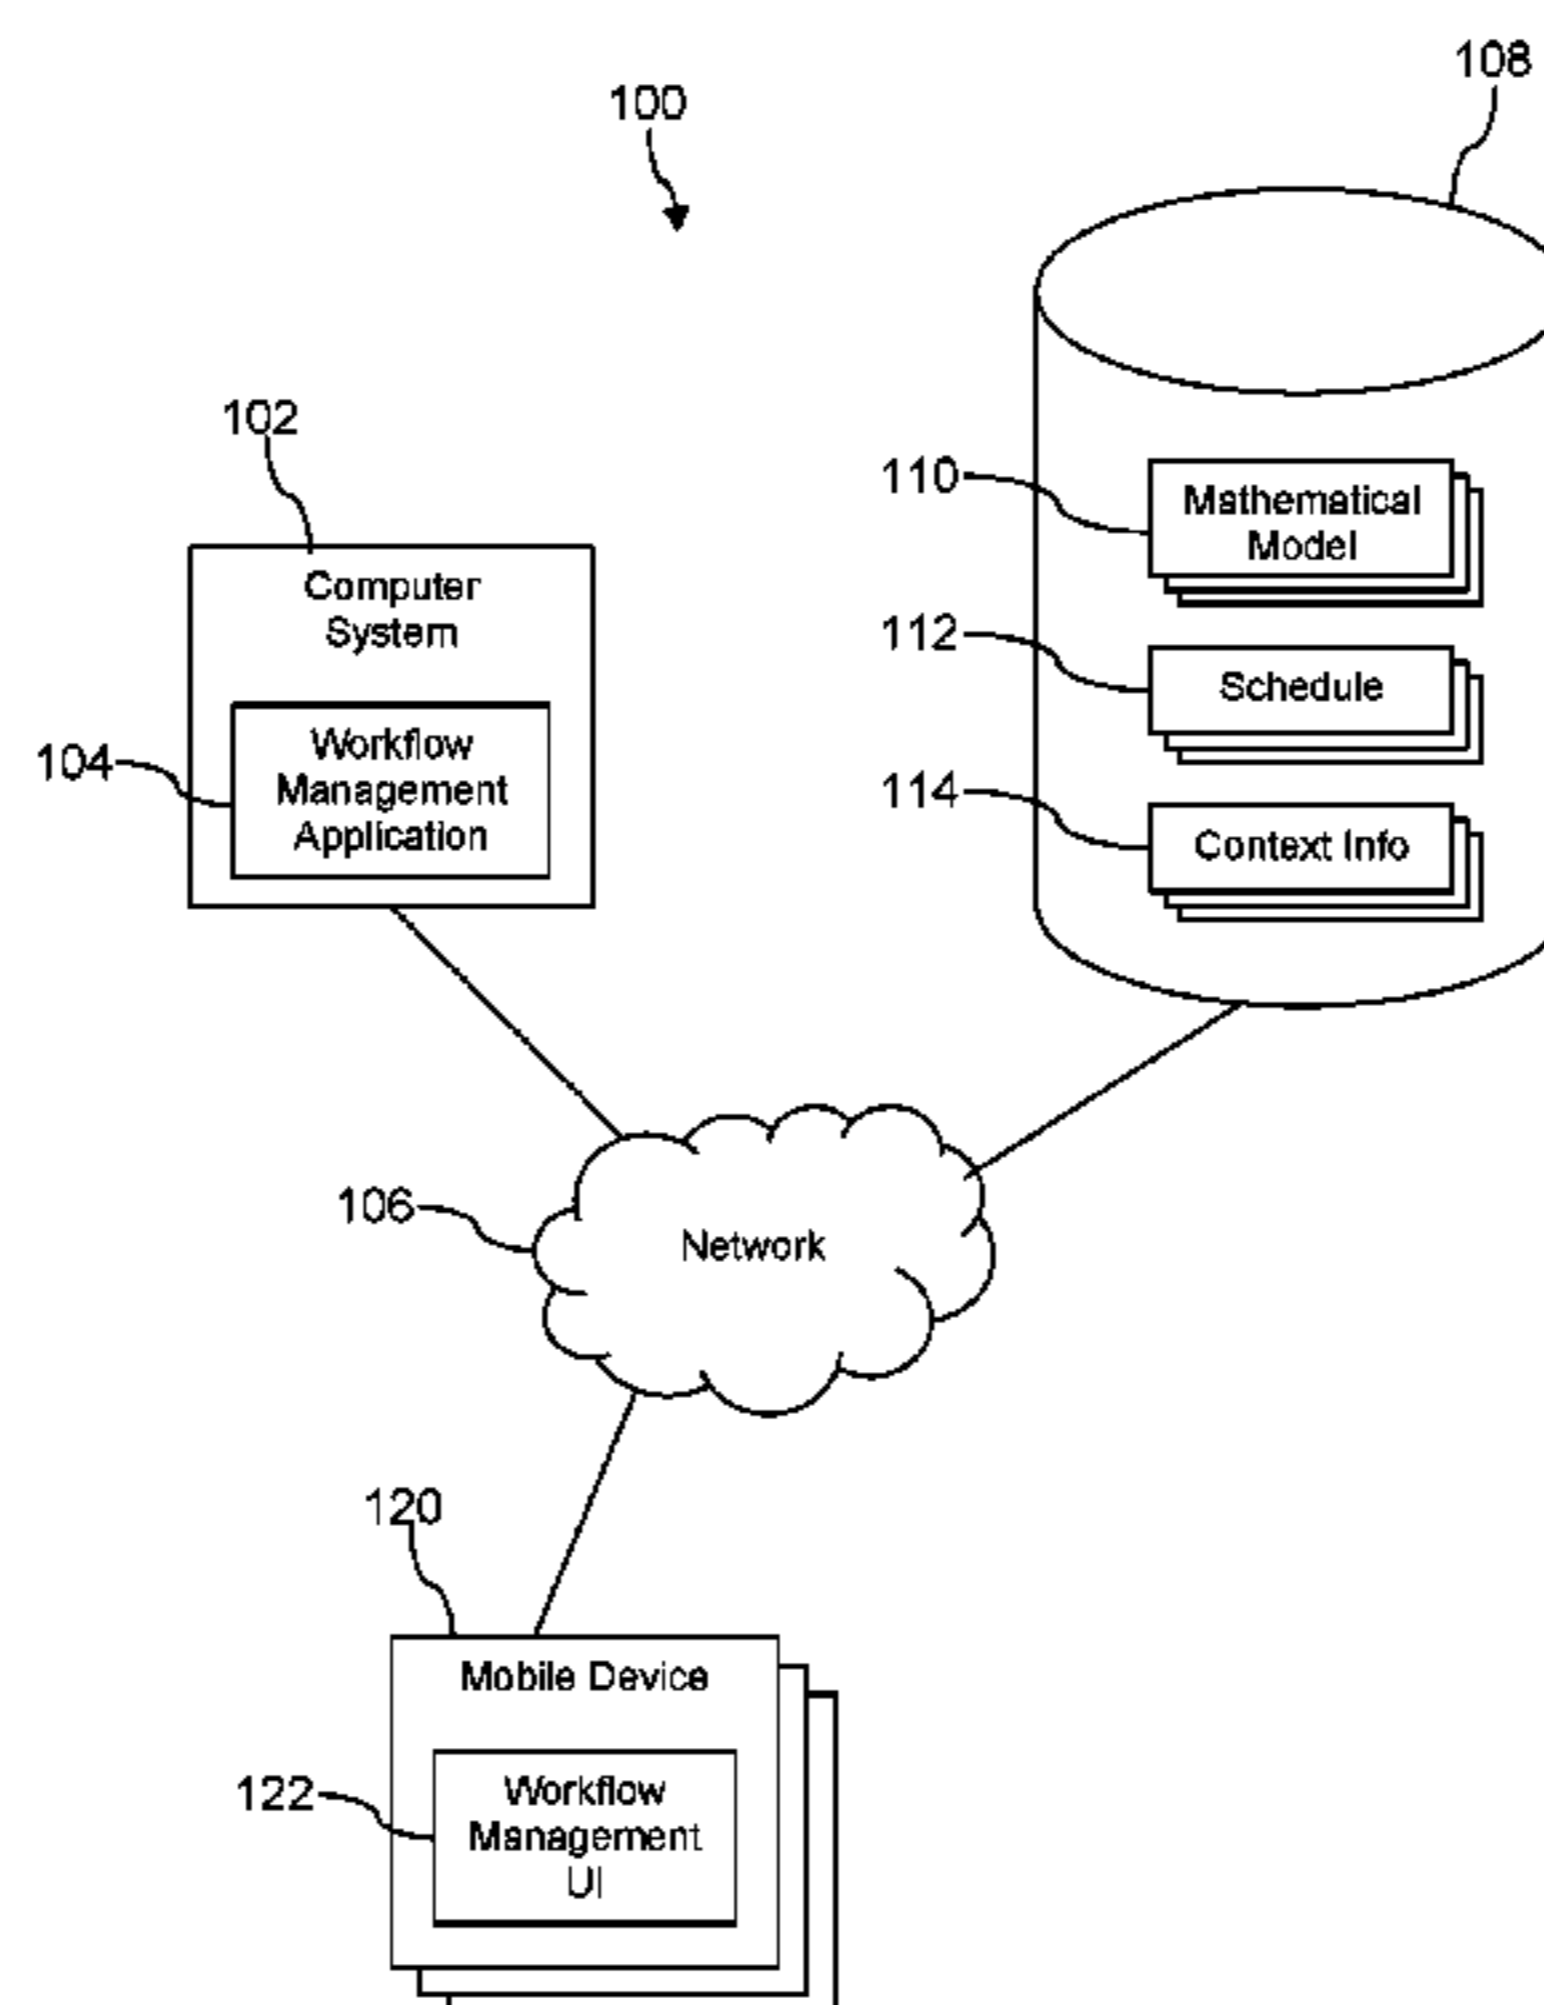 108
100
102
Computer
System
104
Workflow
Management
Application
110
Mathematical
Model
112
Schedule
114
Context Info
106
Network
120
Mobile Device
122
Workflow
Management
UI